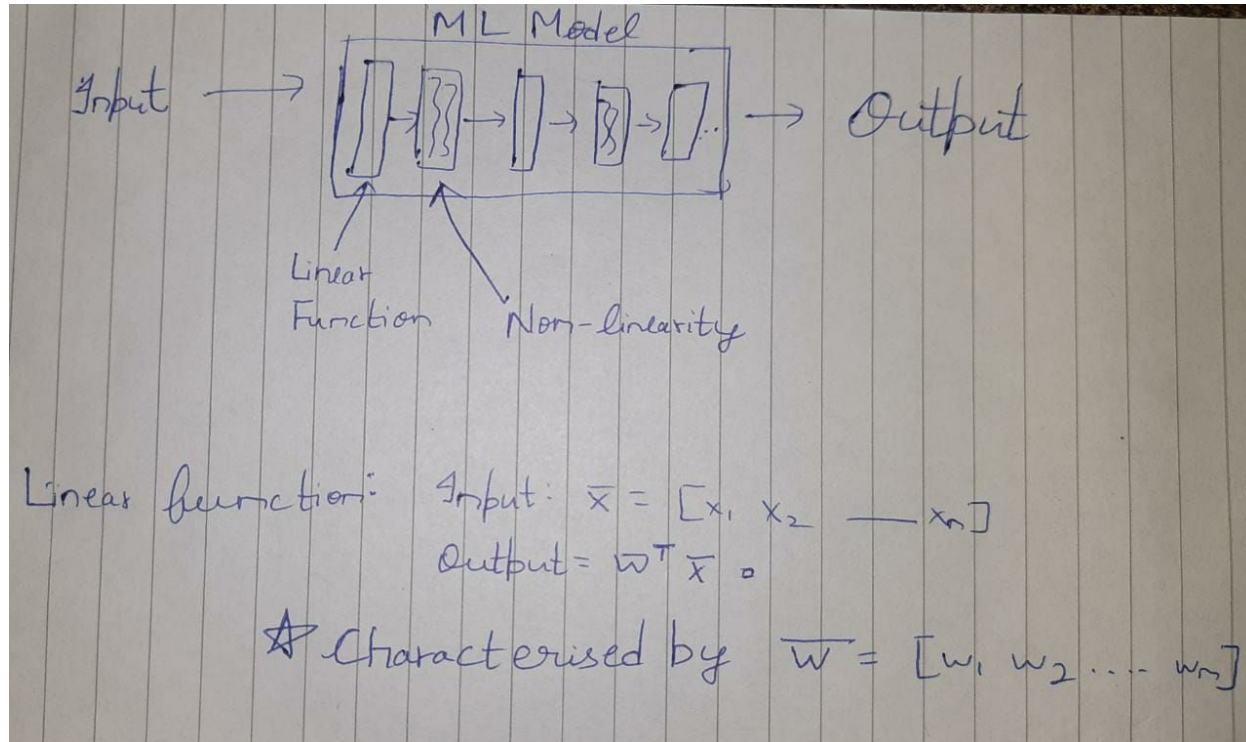 ML Model
Input → → → → → ... → Output
Linear
Function
Non-linearity
Linear function: Input: x̄ = [x₁ x₂ — xₙ]
Output = w̅ᵀ x̄ .
☆ Characterised by w̅ = [w₁ w₂ .... wₙ]